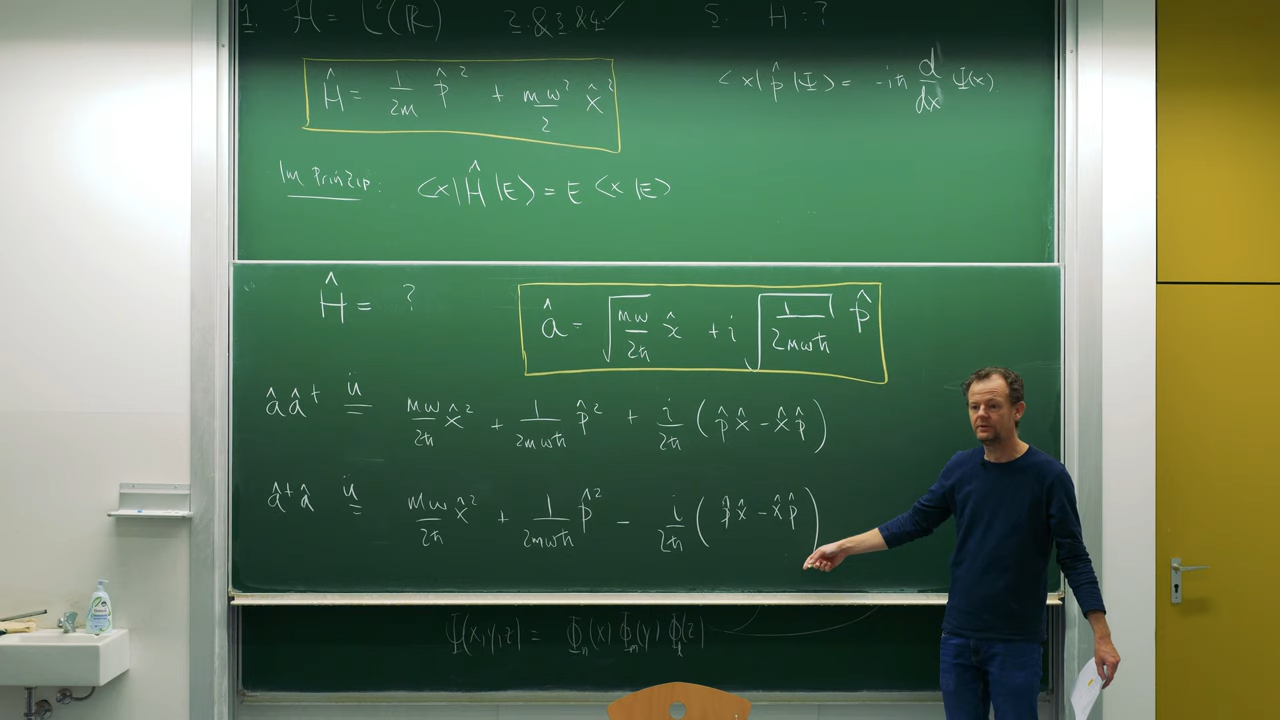 1. ℋ = L²(ℝ) 2. & 3 & 4. ✓ 5. H = ?
Ĥ = 1/2m p̂² + mω²/2 x̂²
<x|p̂|Ψ> = -iħ d/dx Ψ(x)
Im Prinzip: <x|Ĥ|E> = E <x|E>
Ĥ = ?
â = √(mω/2ħ) x̂ + i √(1/2mωħ) p̂
â â⁺ ü= mω/2ħ x̂² + 1/2mωħ p̂² + i/2ħ (p̂x̂ - x̂p̂)
â⁺ â ü= mω/2ħ x̂² + 1/2mωħ p̂² - i/2ħ (p̂x̂ - x̂p̂)
Ψ(x,y,z) = Φₙ(x) Φₘ(y) Φₗ(z)